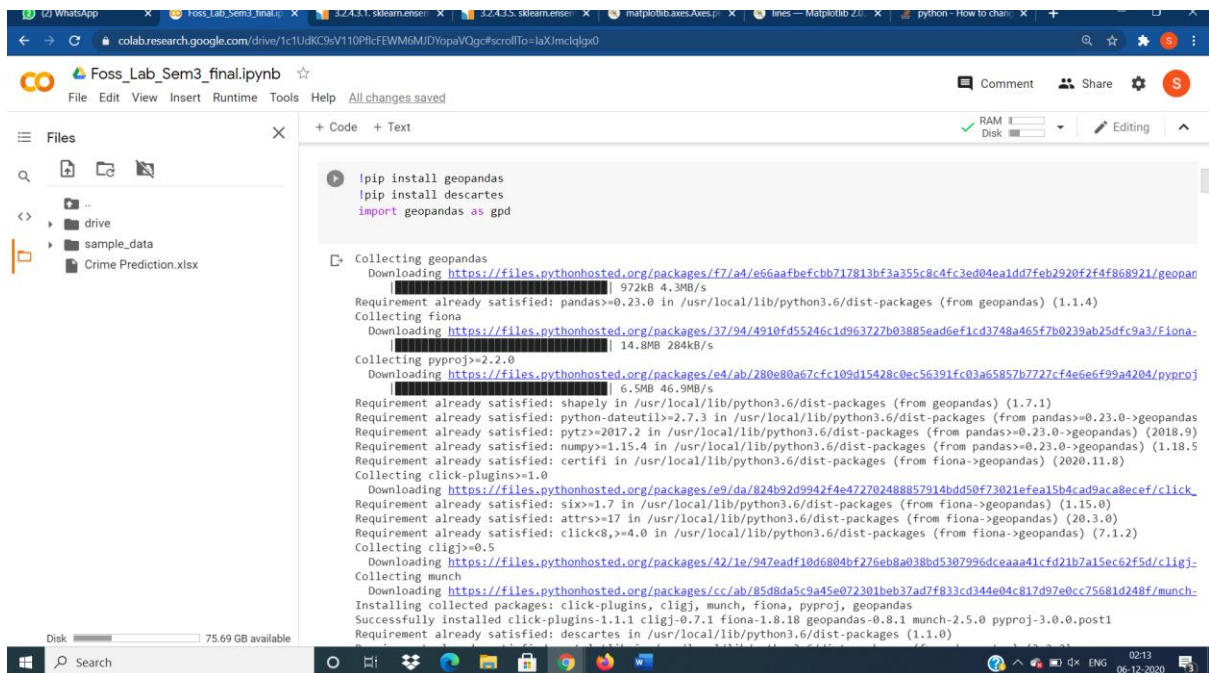 (2) WhatsApp
Foss_Lab_Sem3_final.ip
3.2.4.3.1. sklearn.ensem
3.2.4.3.5. sklearn.ensem
matplotlib.axes.Axes.pi
lines — Matplotlib 2.0.
python - How to chang
colab.research.google.com/drive/1c1UdKC9sV110PflcFEWM6MJDYopaVQgc#scrollTo=IaXJmcIqlgx0
S
CO
Foss_Lab_Sem3_final.ipynb
Comment
Share
S
File Edit View Insert Runtime Tools Help All changes saved
Files
+ Code + Text
RAM
Disk
Editing
..
drive
sample_data
Crime Prediction.xlsx
!pip install geopandas
!pip install descartes
import geopandas as gpd
Collecting geopandas
Downloading https://files.pythonhosted.org/packages/f7/a4/e66aafbefcbb717813bf3a355c8c4fc3ed04ea1dd7feb2920f2f4f868921/geopan
| 972kB 4.3MB/s
Requirement already satisfied: pandas>=0.23.0 in /usr/local/lib/python3.6/dist-packages (from geopandas) (1.1.4)
Collecting fiona
Downloading https://files.pythonhosted.org/packages/37/94/4910fd55246c1d963727b03885ead6ef1cd3748a465f7b0239ab25dfc9a3/Fiona-
| 14.8MB 284kB/s
Collecting pyproj>=2.2.0
Downloading https://files.pythonhosted.org/packages/e4/ab/280e80a67cfc109d15428c0ec56391fc03a65857b7727cf4e6e6f99a4204/pyproj
| 6.5MB 46.9MB/s
Requirement already satisfied: shapely in /usr/local/lib/python3.6/dist-packages (from geopandas) (1.7.1)
Requirement already satisfied: python-dateutil>=2.7.3 in /usr/local/lib/python3.6/dist-packages (from pandas>=0.23.0->geopandas
Requirement already satisfied: pytz>=2017.2 in /usr/local/lib/python3.6/dist-packages (from pandas>=0.23.0->geopandas) (2018.9)
Requirement already satisfied: numpy>=1.15.4 in /usr/local/lib/python3.6/dist-packages (from pandas>=0.23.0->geopandas) (1.18.5
Requirement already satisfied: certifi in /usr/local/lib/python3.6/dist-packages (from fiona->geopandas) (2020.11.8)
Collecting click-plugins>=1.0
Downloading https://files.pythonhosted.org/packages/e9/da/824b92d9942f4e472702488857914bdd50f73021efea15b4cad9aca8ecef/click_
Requirement already satisfied: six>=1.7 in /usr/local/lib/python3.6/dist-packages (from fiona->geopandas) (1.15.0)
Requirement already satisfied: attrs>=17 in /usr/local/lib/python3.6/dist-packages (from fiona->geopandas) (20.3.0)
Requirement already satisfied: click<8,>=4.0 in /usr/local/lib/python3.6/dist-packages (from fiona->geopandas) (7.1.2)
Collecting cligj>=0.5
Downloading https://files.pythonhosted.org/packages/42/1e/947eadf10d6804bf276eb8a038bd5307996dceaaa41cfd21b7a15ec62f5d/cligj-
Collecting munch
Downloading https://files.pythonhosted.org/packages/cc/ab/85d8da5c9a45e072301beb37ad7f833cd344e04c817d97e0cc75681d248f/munch-
Installing collected packages: click-plugins, cligj, munch, fiona, pyproj, geopandas
Successfully installed click-plugins-1.1.1 cligj-0.7.1 fiona-1.8.18 geopandas-0.8.1 munch-2.5.0 pyproj-3.0.0.post1
Requirement already satisfied: descartes in /usr/local/lib/python3.6/dist-packages (1.1.0)
Disk 75.69 GB available
Search
ENG
02:13
06-12-2020